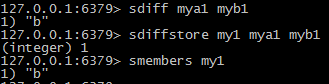 127.0.0.1:6379> sdiff mya1 myb1
1) "b"
127.0.0.1:6379> sdiffstore my1 mya1 myb1
(integer) 1
127.0.0.1:6379> smembers my1
1) "b"